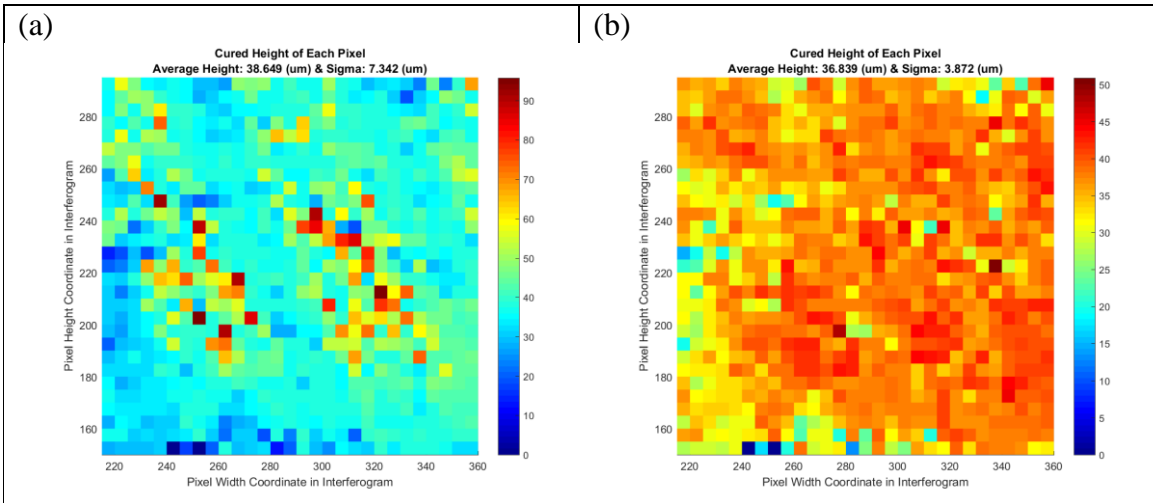 (a)
Cured Height of Each Pixel
Average Height: 38.649 (um) & Sigma: 7.342 (um)
Pixel Height Coordinate in Interferogram
280
260
240
220
200
180
160
220 240 260 280 300 320 340 360
Pixel Width Coordinate in Interferogram
90
80
70
60
50
40
30
20
10
0
(b)
Cured Height of Each Pixel
Average Height: 36.839 (um) & Sigma: 3.872 (um)
Pixel Height Coordinate in Interferogram
280
260
240
220
200
180
160
220 240 260 280 300 320 340 360
Pixel Width Coordinate in Interferogram
50
45
40
35
30
25
20
15
10
5
0